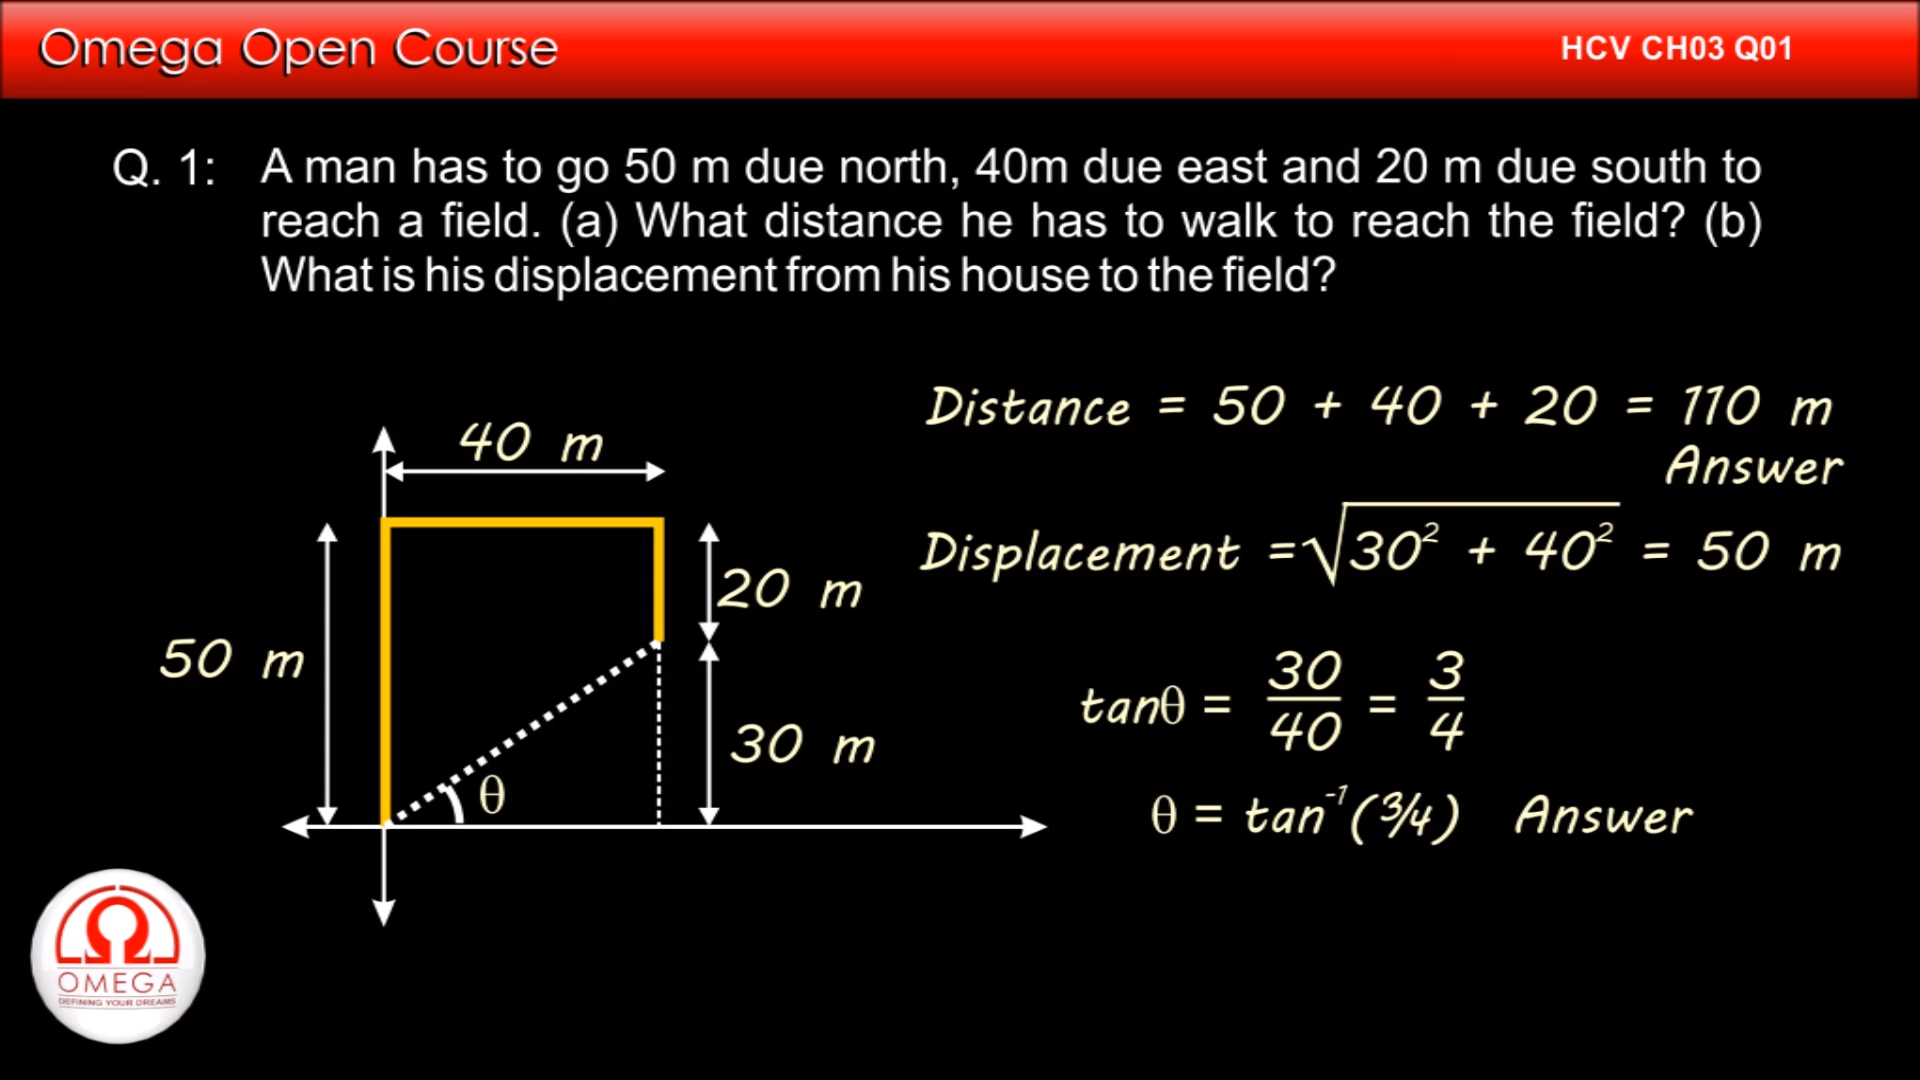 Omega Open Course
HCV CH03 Q01
Q. 1: A man has to go 50 m due north, 40m due east and 20 m due south to
reach a field. (a) What distance he has to walk to reach the field? (b)
What is his displacement from his house to the field?
40 m
50 m
20 m
30 m
θ
Distance = 50 + 40 + 20 = 110 m
Answer
Displacement =√30² + 40² = 50 m
tanθ = 30/40 = 3/4
θ = tan⁻¹(3/4) Answer
OMEGA
DEFINING YOUR DREAMS